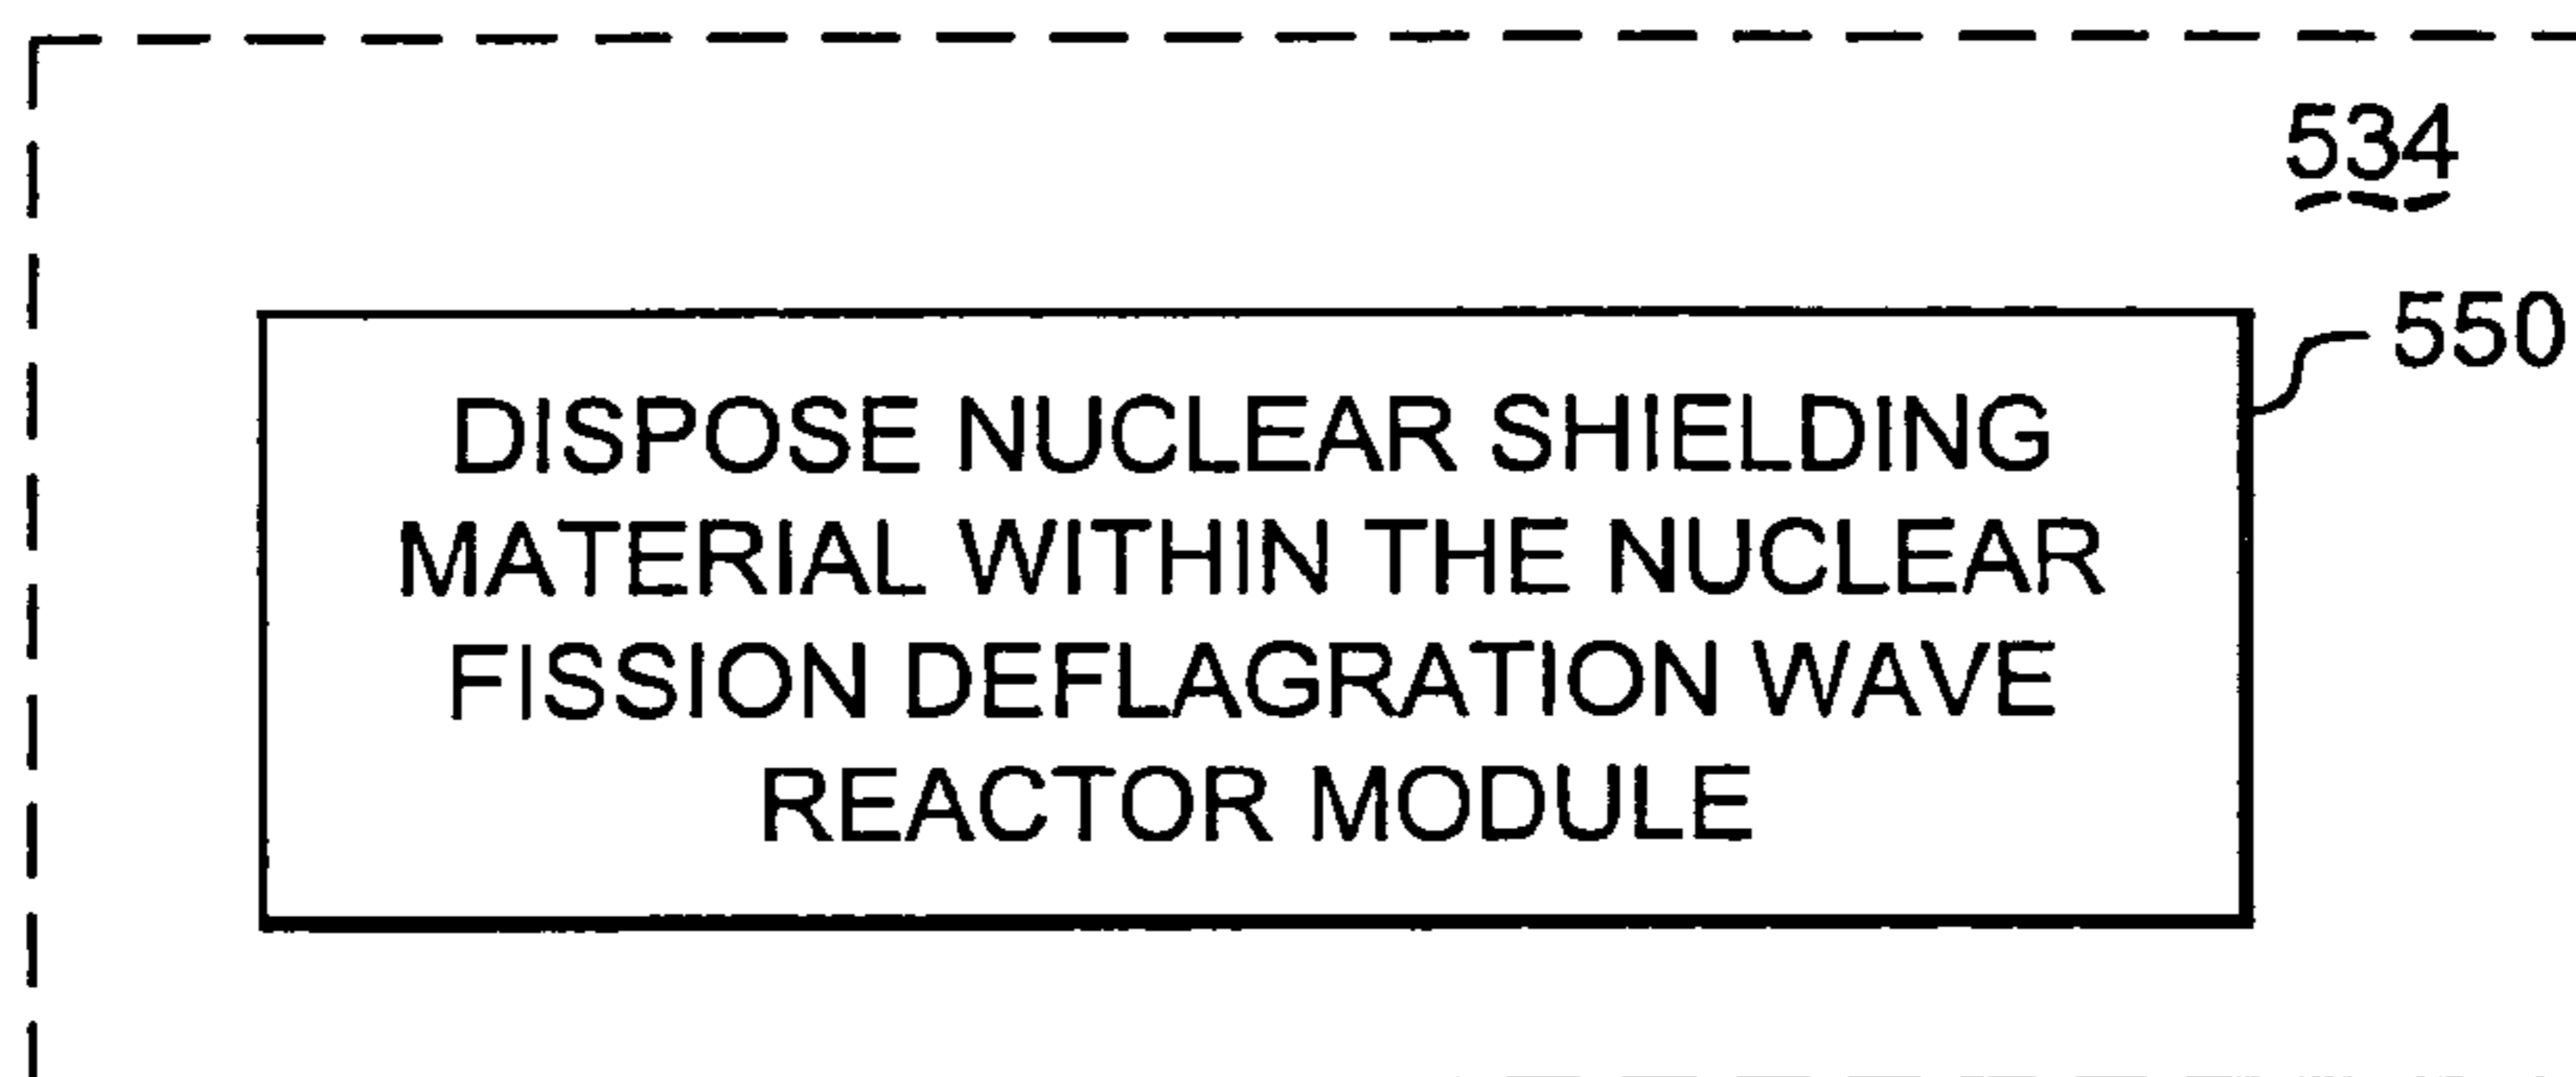 534
550
DISPOSE NUCLEAR SHIELDING
MATERIAL WITHIN THE NUCLEAR
FISSION DEFLAGRATION WAVE
REACTOR MODULE